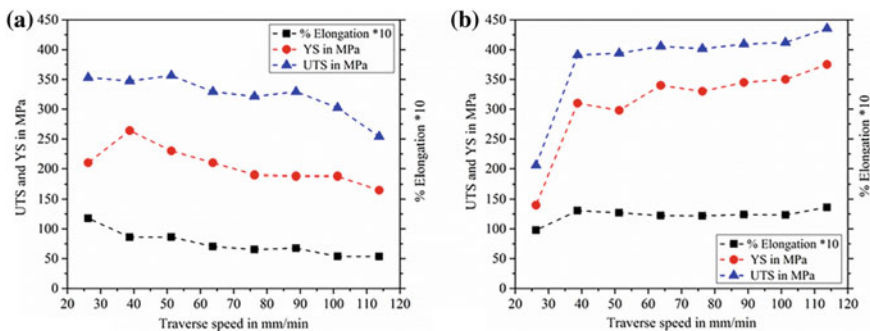 (a)
450
400
350
300
250
200
150
100
50
0
UTS and YS in MPa
% Elongation *10
YS in MPa
UTS in MPa
% Elongation *10
20 30 40 50 60 70 80 90 100 110 120
Traverse speed in mm/min
(b)
450
400
350
300
250
200
150
100
50
0
UTS and YS in MPa
% Elongation *10
YS in MPa
UTS in MPa
% Elongation *10
20 30 40 50 60 70 80 90 100 110 120
Traverse speed in mm/min